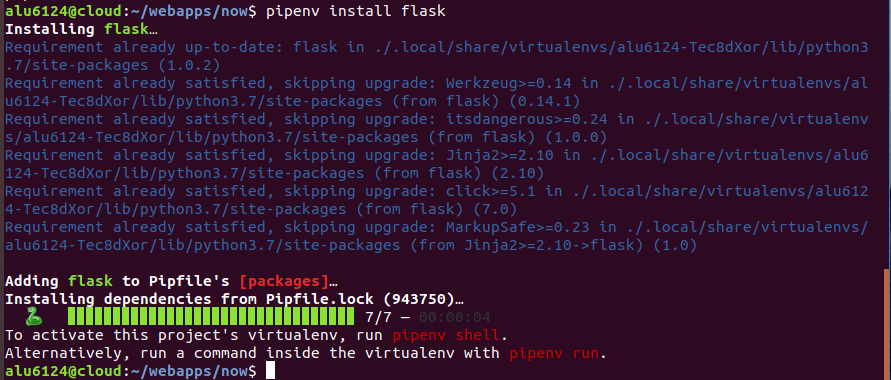 alu6124@cloud:~/webapps/now$ pipenv install flask
Installing flask…
Requirement already up-to-date: flask in ./.local/share/virtualenvs/alu6124-Tec8dXor/lib/python3
.7/site-packages (1.0.2)
Requirement already satisfied, skipping upgrade: Werkzeug>=0.14 in ./.local/share/virtualenvs/al
u6124-Tec8dXor/lib/python3.7/site-packages (from flask) (0.14.1)
Requirement already satisfied, skipping upgrade: itsdangerous>=0.24 in ./.local/share/virtualenv
s/alu6124-Tec8dXor/lib/python3.7/site-packages (from flask) (1.0.0)
Requirement already satisfied, skipping upgrade: Jinja2>=2.10 in ./.local/share/virtualenvs/alu6
124-Tec8dXor/lib/python3.7/site-packages (from flask) (2.10)
Requirement already satisfied, skipping upgrade: click>=5.1 in ./.local/share/virtualenvs/alu612
4-Tec8dXor/lib/python3.7/site-packages (from flask) (7.0)
Requirement already satisfied, skipping upgrade: MarkupSafe>=0.23 in ./.local/share/virtualenvs/
alu6124-Tec8dXor/lib/python3.7/site-packages (from Jinja2>=2.10->flask) (1.0)
Adding flask to Pipfile's [packages]…
Installing dependencies from Pipfile.lock (943750)…
7/7 — 00:00:04
To activate this project's virtualenv, run pipenv shell.
Alternatively, run a command inside the virtualenv with pipenv run.
alu6124@cloud:~/webapps/now$